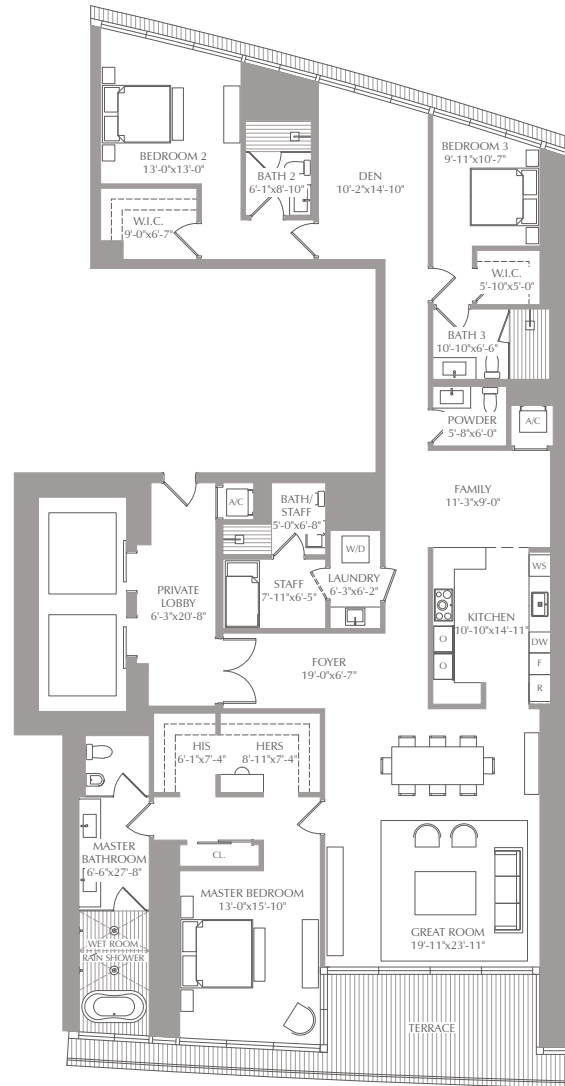 BEDROOM 2
13'-0"x13'-0"
BATH 2
6'-1"x8'-10"
DEN
10'-2"x14'-10"
BEDROOM 3
9'-11"x10'-7"
W.I.C.
9'-0"x6'-7"
W.I.C.
5'-10"x5'-0"
BATH 3
10'-10"x6'-6"
POWDER
5'-8"x6'-0"
A/C
FAMILY
11'-3"x9'-0"
A/C
BATH/
STAFF
5'-0"x6'-8"
W/D
STAFF
7'-11"x6'-5"
LAUNDRY
6'-3"x6'-2"
PRIVATE
LOBBY
6'-3"x20'-8"
WS
KITCHEN
10'-10"x14'-11"
O
O
DW
F
R
FOYER
19'-0"x6'-7"
HIS
6'-1"x7'-4"
HERS
8'-11"x7'-4"
CL.
MASTER
BATHROOM
6'-6"x27'-8"
MASTER BEDROOM
13'-0"x15'-10"
WET ROOM
RAIN SHOWER
GREAT ROOM
19'-11"x23'-11"
TERRACE